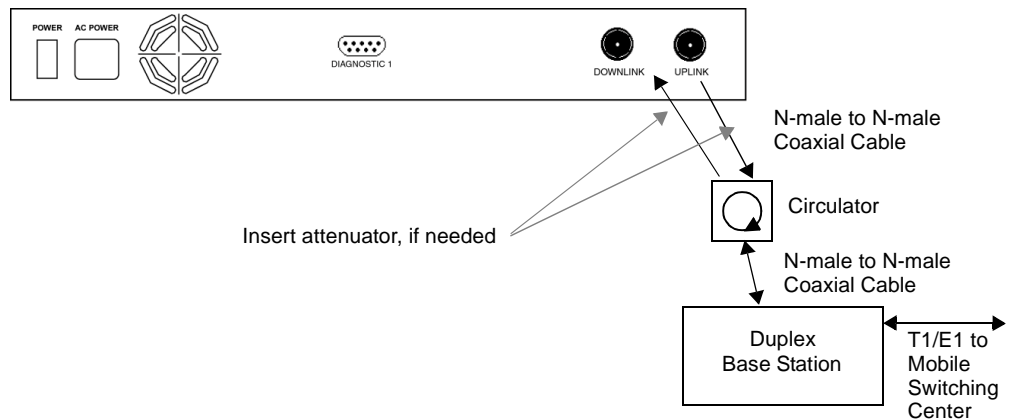 POWER
AC POWER
DIAGNOSTIC 1
DOWNLINK
UPLINK
N-male to N-male
Coaxial Cable
Circulator
Insert attenuator, if needed
N-male to N-male
Coaxial Cable
Duplex
Base Station
T1/E1 to
Mobile
Switching
Center